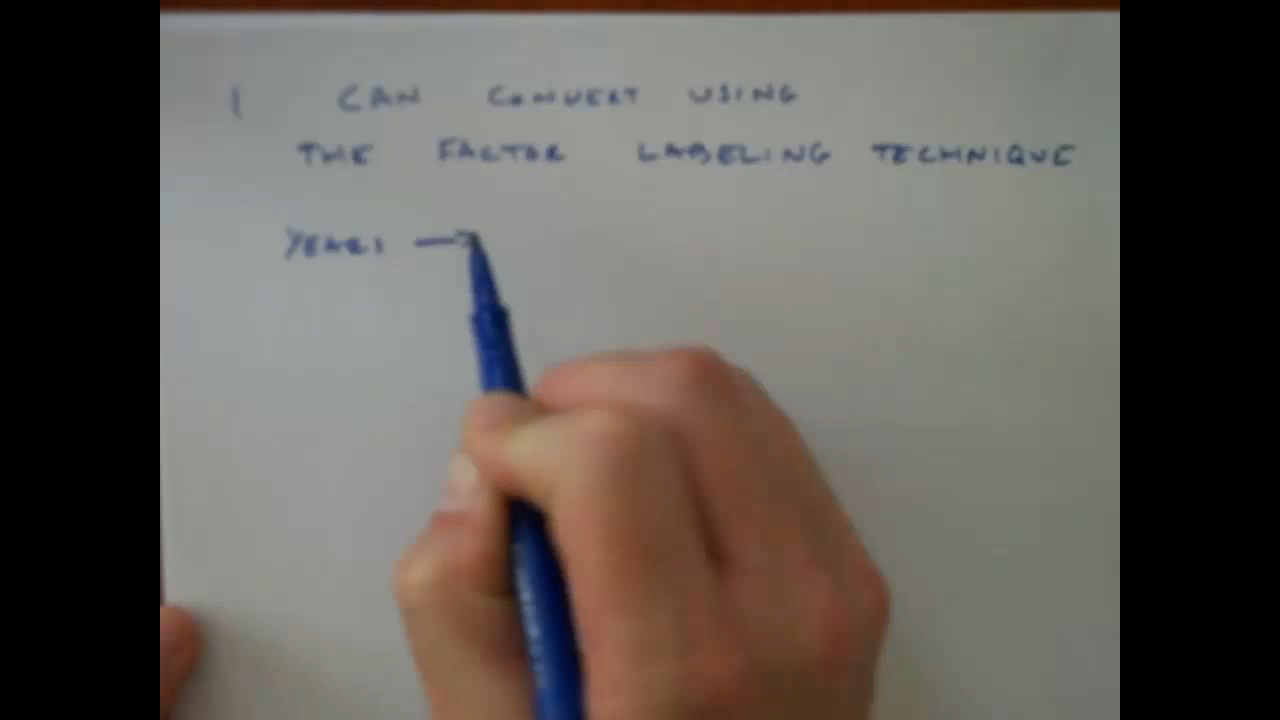 I CAN CONVERT USING
THE FACTOR LABELING TECHNIQUE
YEARS →